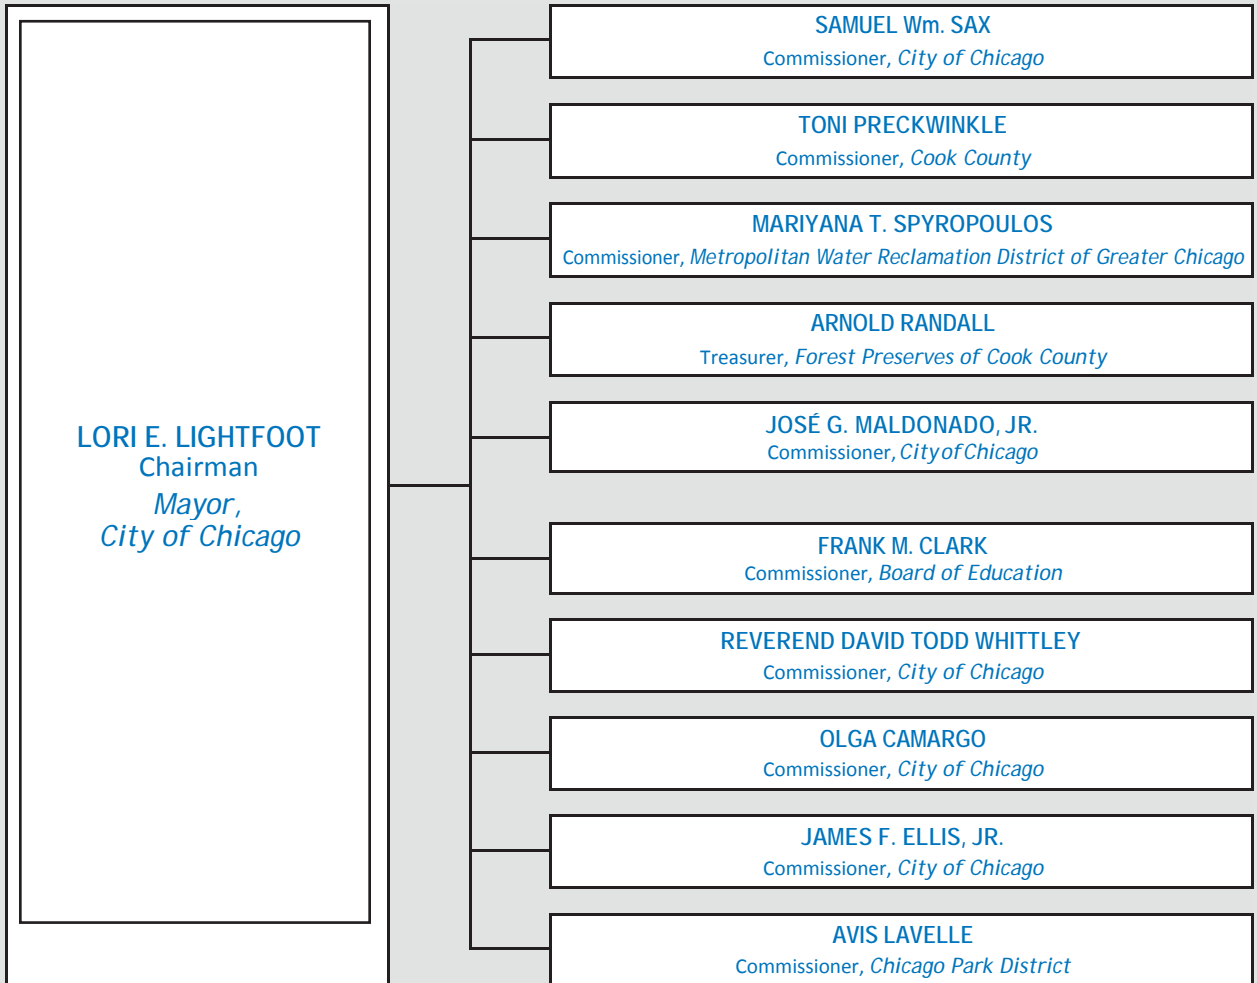 LORI E. LIGHTFOOT
Chairman
Mayor,
City of Chicago
SAMUEL Wm. SAX
Commissioner, City of Chicago
TONI PRECKWINKLE
Commissioner, Cook County
MARIYANA T. SPYROPOULOS
Commissioner, Metropolitan Water Reclamation District of Greater Chicago
ARNOLD RANDALL
Treasurer, Forest Preserves of Cook County
JOSÉ G. MALDONADO, JR.
Commissioner, City of Chicago
FRANK M. CLARK
Commissioner, Board of Education
REVEREND DAVID TODD WHITTLEY
Commissioner, City of Chicago
OLGA CAMARGO
Commissioner, City of Chicago
JAMES F. ELLIS, JR.
Commissioner, City of Chicago
AVIS LAVELLE
Commissioner, Chicago Park District